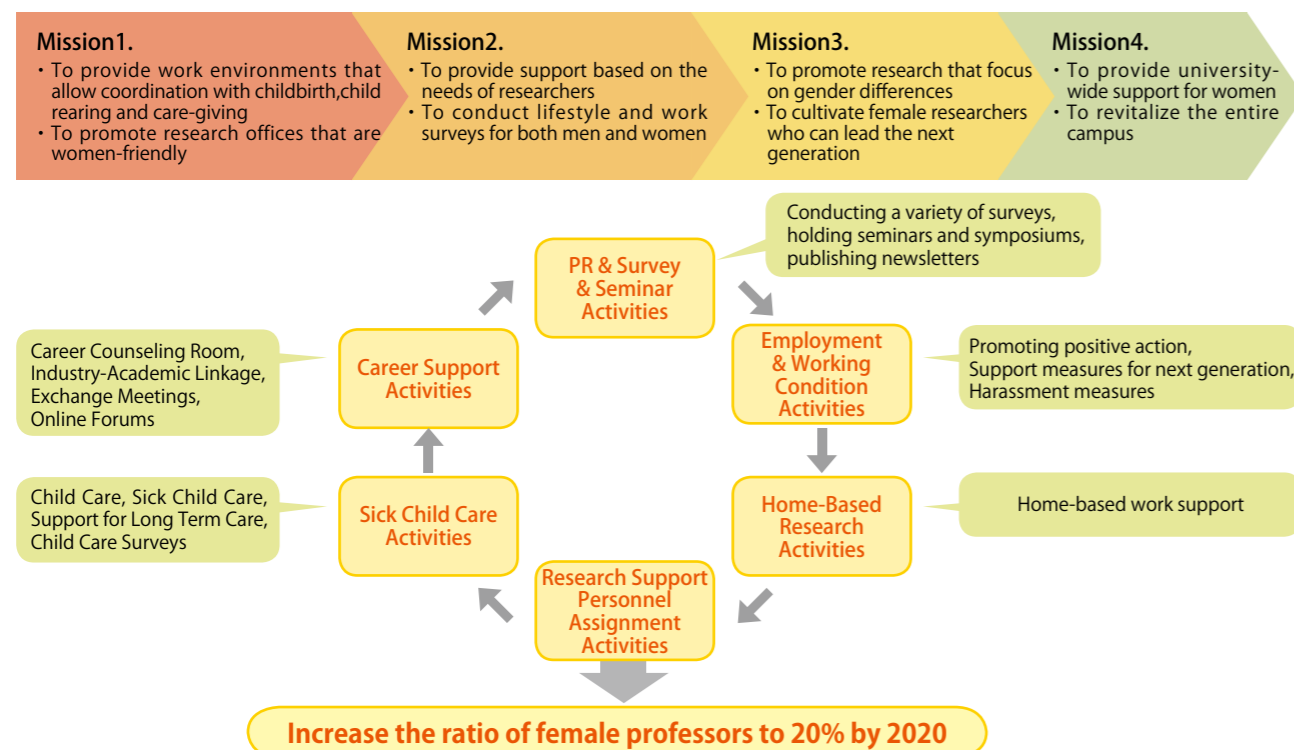 Mission1.
・To provide work environments that
allow coordination with childbirth,child
rearing and care-giving
・To promote research offices that are
women-friendly
Mission2.
・To provide support based on the
needs of researchers
・To conduct lifestyle and work
surveys for both men and women
Mission3.
・To promote research that focus
on gender differences
・To cultivate female researchers
who can lead the next
generation
Mission4.
・To provide university-
wide support for women
・To revitalize the entire
campus
PR & Survey
& Seminar
Activities
Conducting a variety of surveys,
holding seminars and symposiums,
publishing newsletters
Career Counseling Room,
Industry-Academic Linkage,
Exchange Meetings,
Online Forums
Career Support
Activities
Employment
& Working
Condition
Activities
Promoting positive action,
Support measures for next generation,
Harassment measures
Child Care, Sick Child Care,
Support for Long Term Care,
Child Care Surveys
Sick Child Care
Activities
Home-Based
Research
Activities
Home-based work support
Research Support
Personnel
Assignment
Activities
Increase the ratio of female professors to 20% by 2020